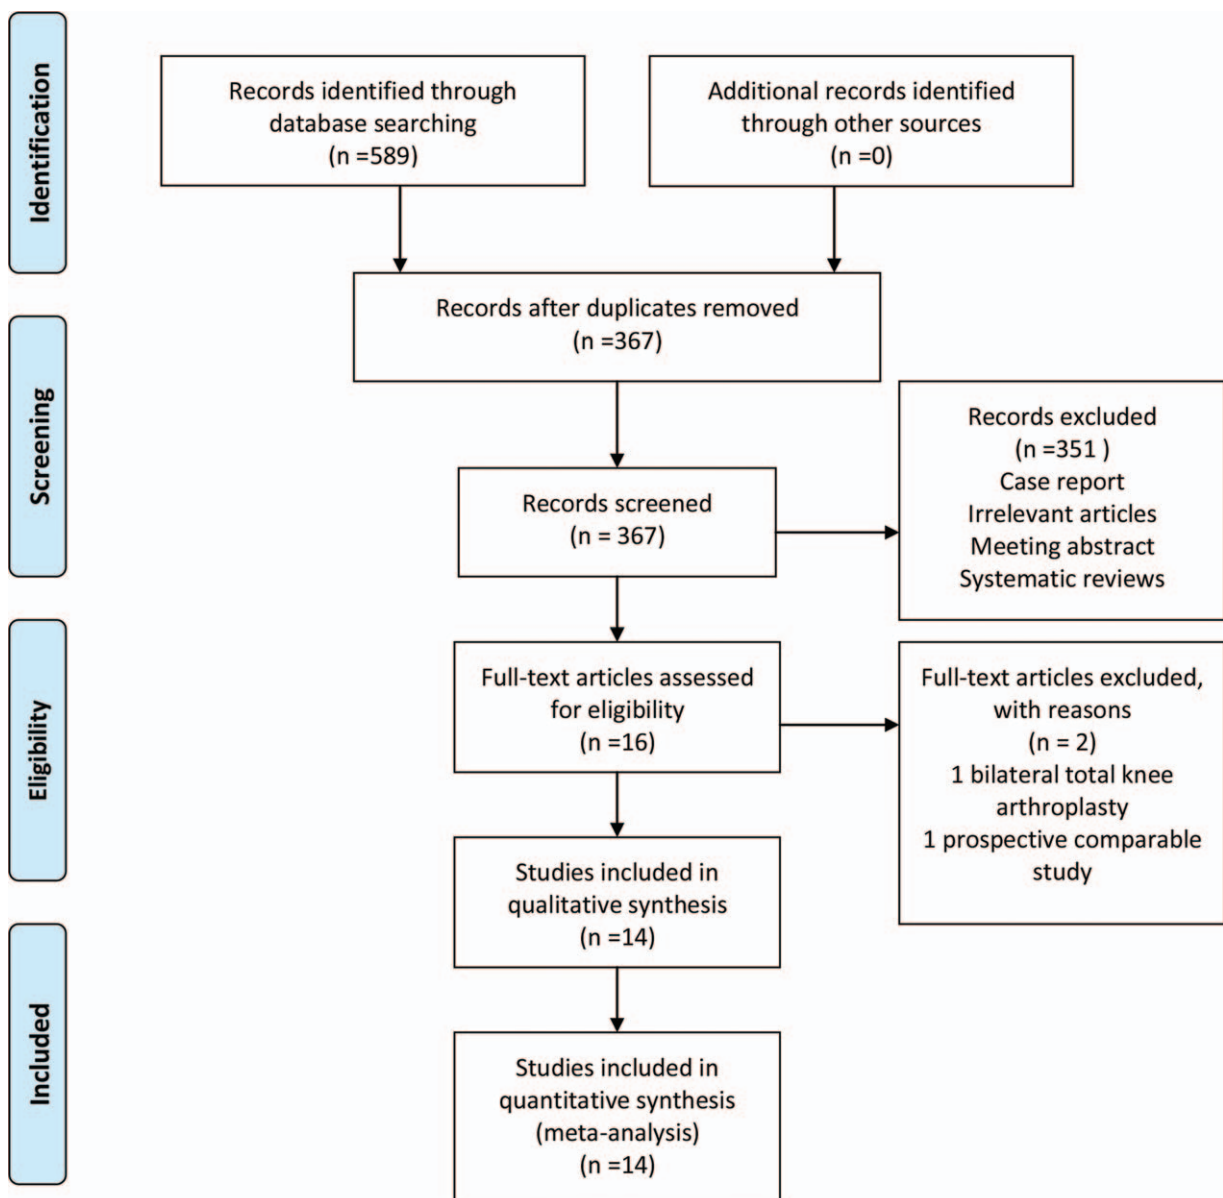 Identification
Records identified through
database searching
(n =589)
Additional records identified
through other sources
(n =0)
Records after duplicates removed
(n =367)
Screening
Records screened
(n = 367)
Records excluded
(n =351 )
Case report
Irrelevant articles
Meeting abstract
Systematic reviews
Eligibility
Full-text articles assessed
for eligibility
(n =16)
Full-text articles excluded,
with reasons
(n = 2)
1 bilateral total knee
arthroplasty
1 prospective comparable
study
Studies included in
qualitative synthesis
(n =14)
Included
Studies included in
quantitative synthesis
(meta-analysis)
(n =14)